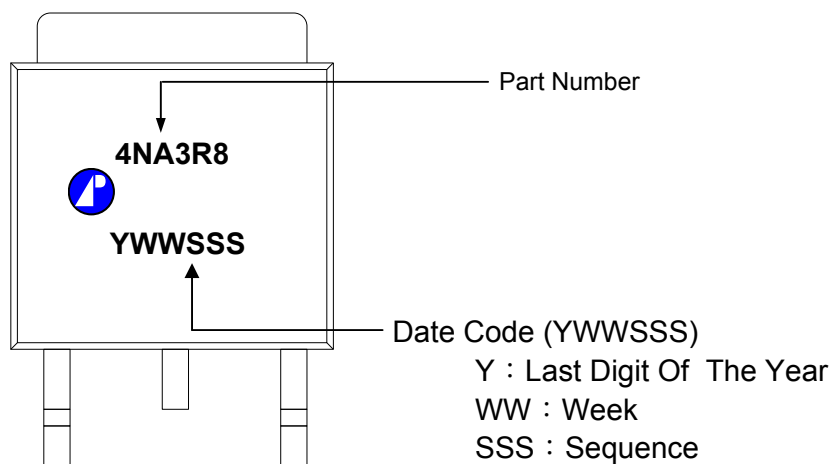 Part Number
4NA3R8
YWWSSS
Date Code (YWWSSS)
Y：Last Digit Of The Year
WW：Week
SSS：Sequence